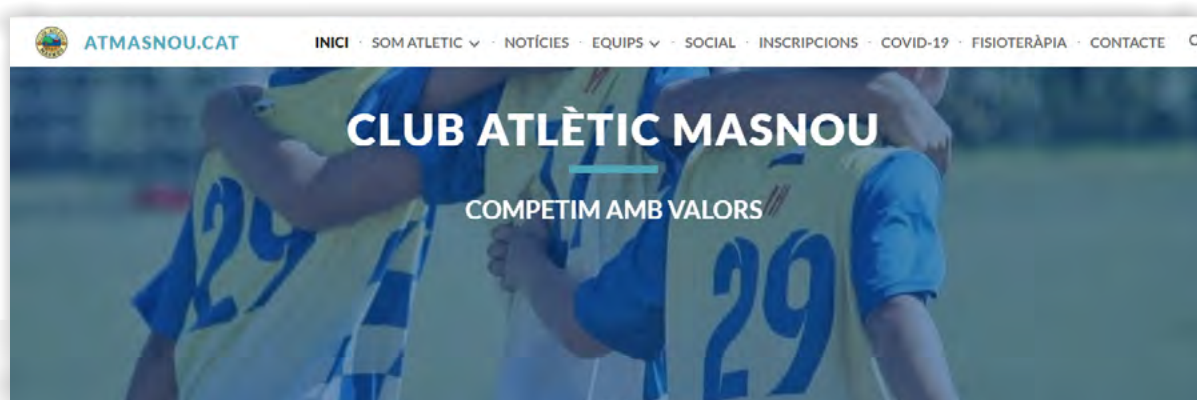 ATMASNOU.CAT
INICI · SOM ATLETIC · NOTÍCIES · EQUIPS · SOCIAL · INSCRIPCIONS · COVID-19 · FISIOTERÀPIA · CONTACTE
CLUB ATLÈTIC MASNOU
COMPETIM AMB VALORS
29
29